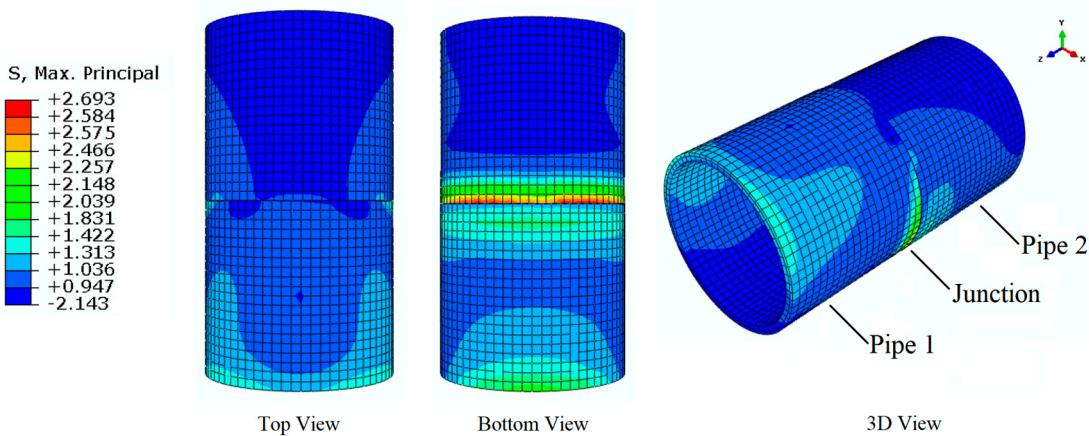 S, Max. Principal
+2.693
+2.584
+2.575
+2.466
+2.257
+2.148
+2.039
+1.831
+1.422
+1.313
+1.036
+0.947
-2.143
Top View
Bottom View
Y
Z
X
Pipe 2
Junction
Pipe 1
3D View